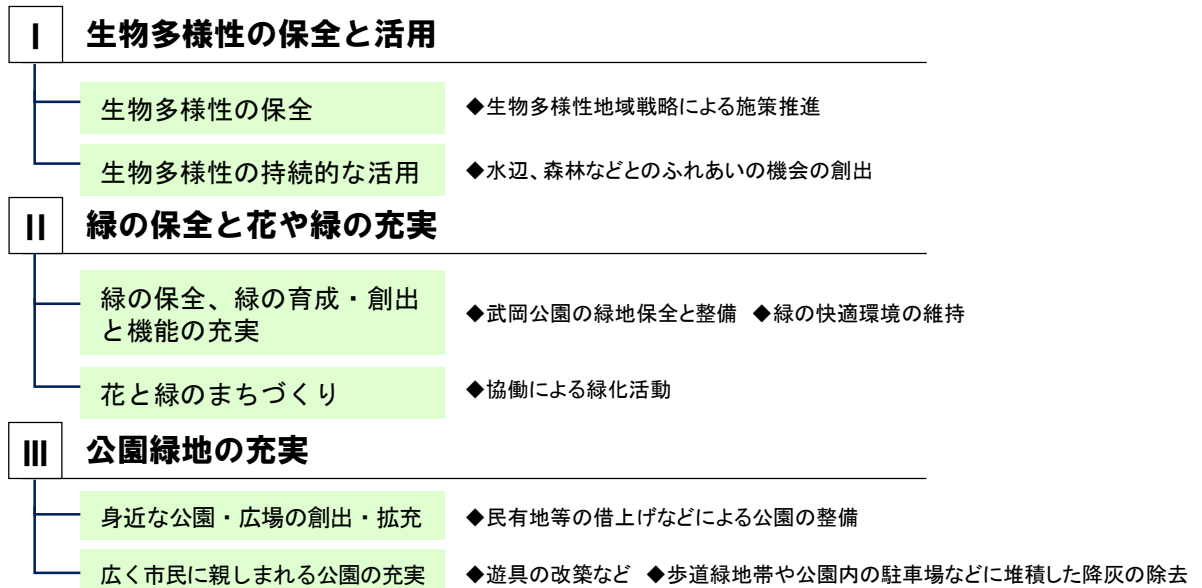 I 生物多様性の保全と活用
生物多様性の保全 ◆生物多様性地域戦略による施策推進
生物多様性の持続的な活用 ◆水辺、森林などとのふれあいの機会の創出
II 緑の保全と花や緑の充実
緑の保全、緑の育成・創出
と機能の充実
◆武岡公園の緑地保全と整備 ◆緑の快適環境の維持
花と緑のまちづくり ◆協働による緑化活動
III 公園緑地の充実
身近な公園・広場の創出・拡充 ◆民有地等の借上げなどによる公園の整備
広く市民に親しまれる公園の充実 ◆遊具の改築など ◆歩道緑地帯や公園内の駐車場などに堆積した降灰の除去